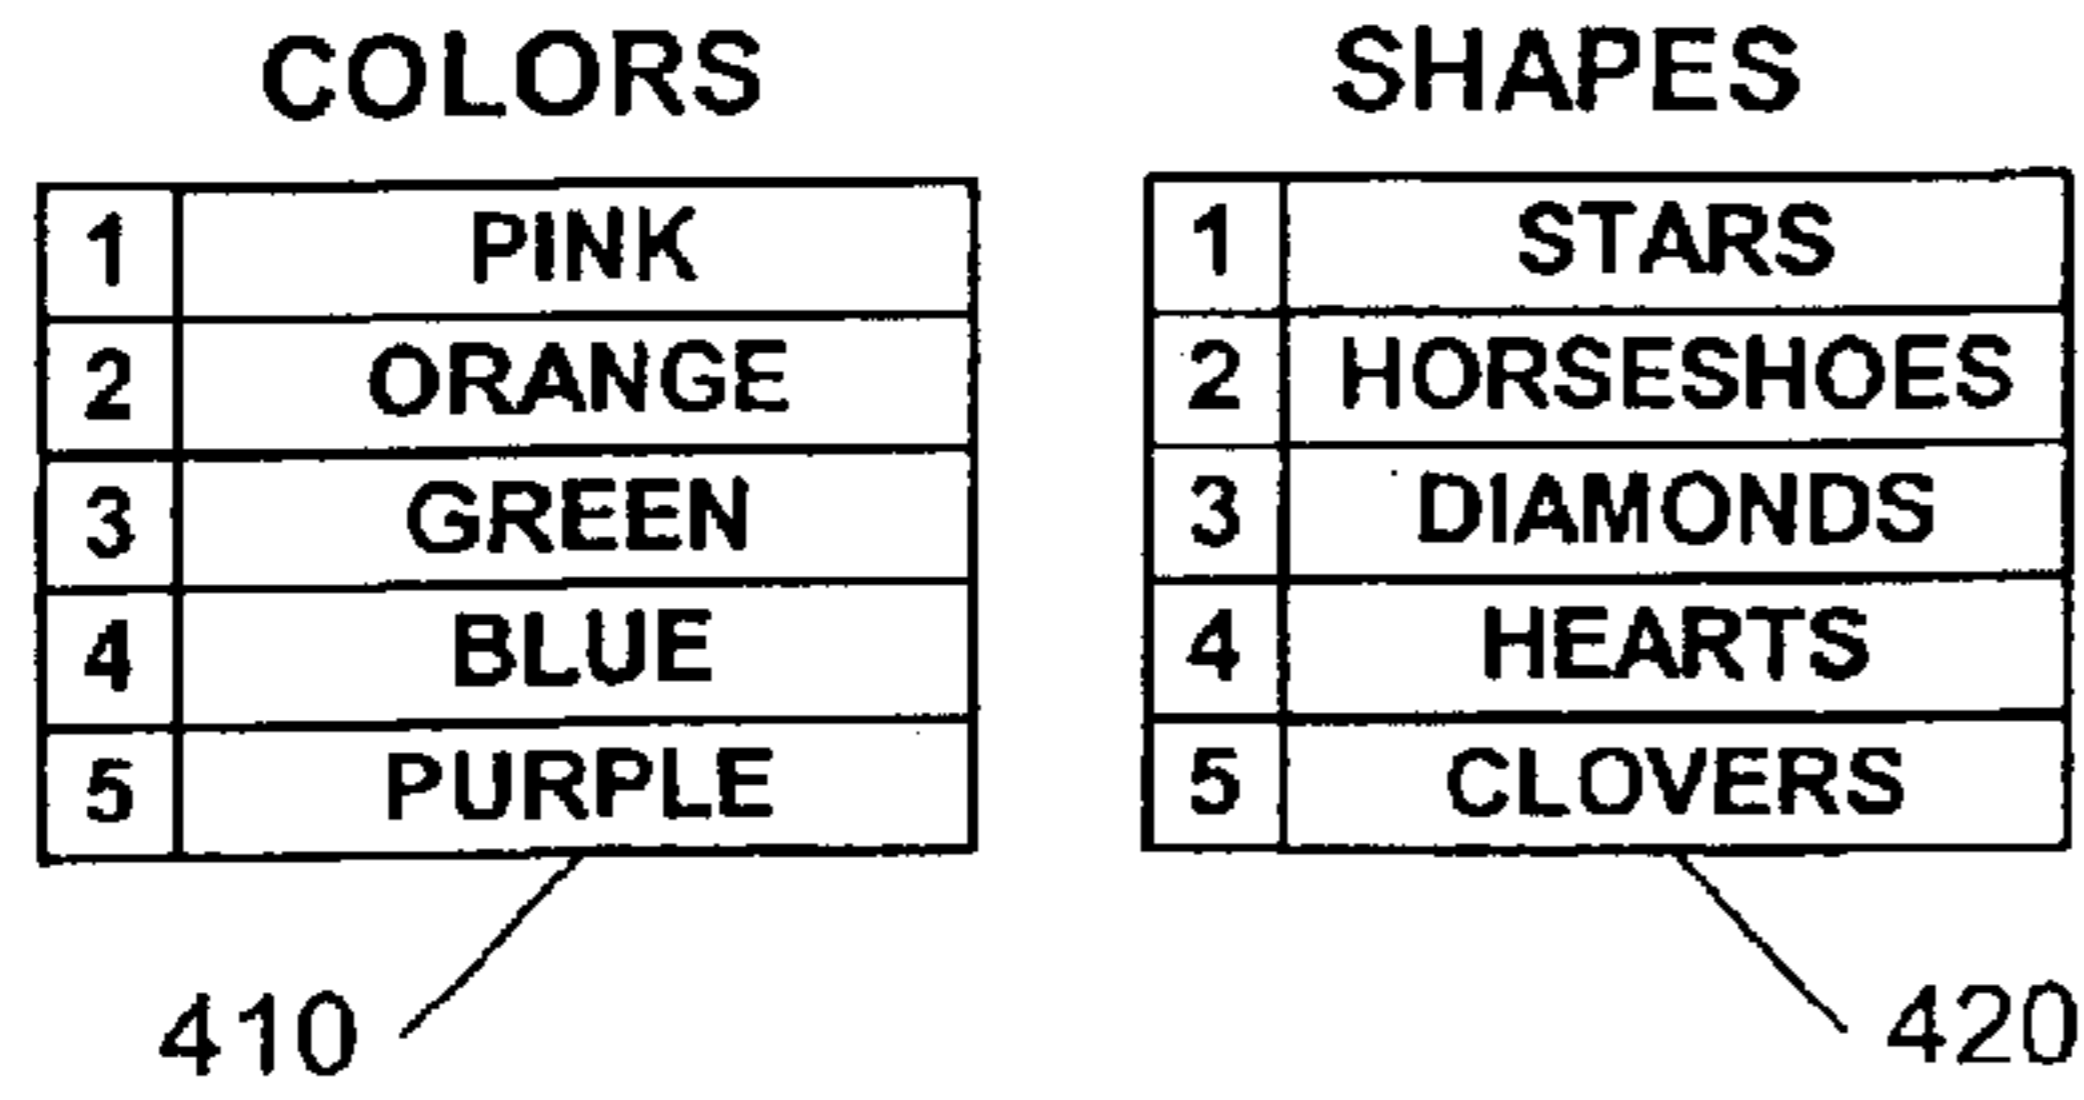 COLORS
1 PINK
2 ORANGE
3 GREEN
4 BLUE
5 PURPLE
410
SHAPES
1 STARS
2 HORSESHOES
3 DIAMONDS
4 HEARTS
5 CLOVERS
420